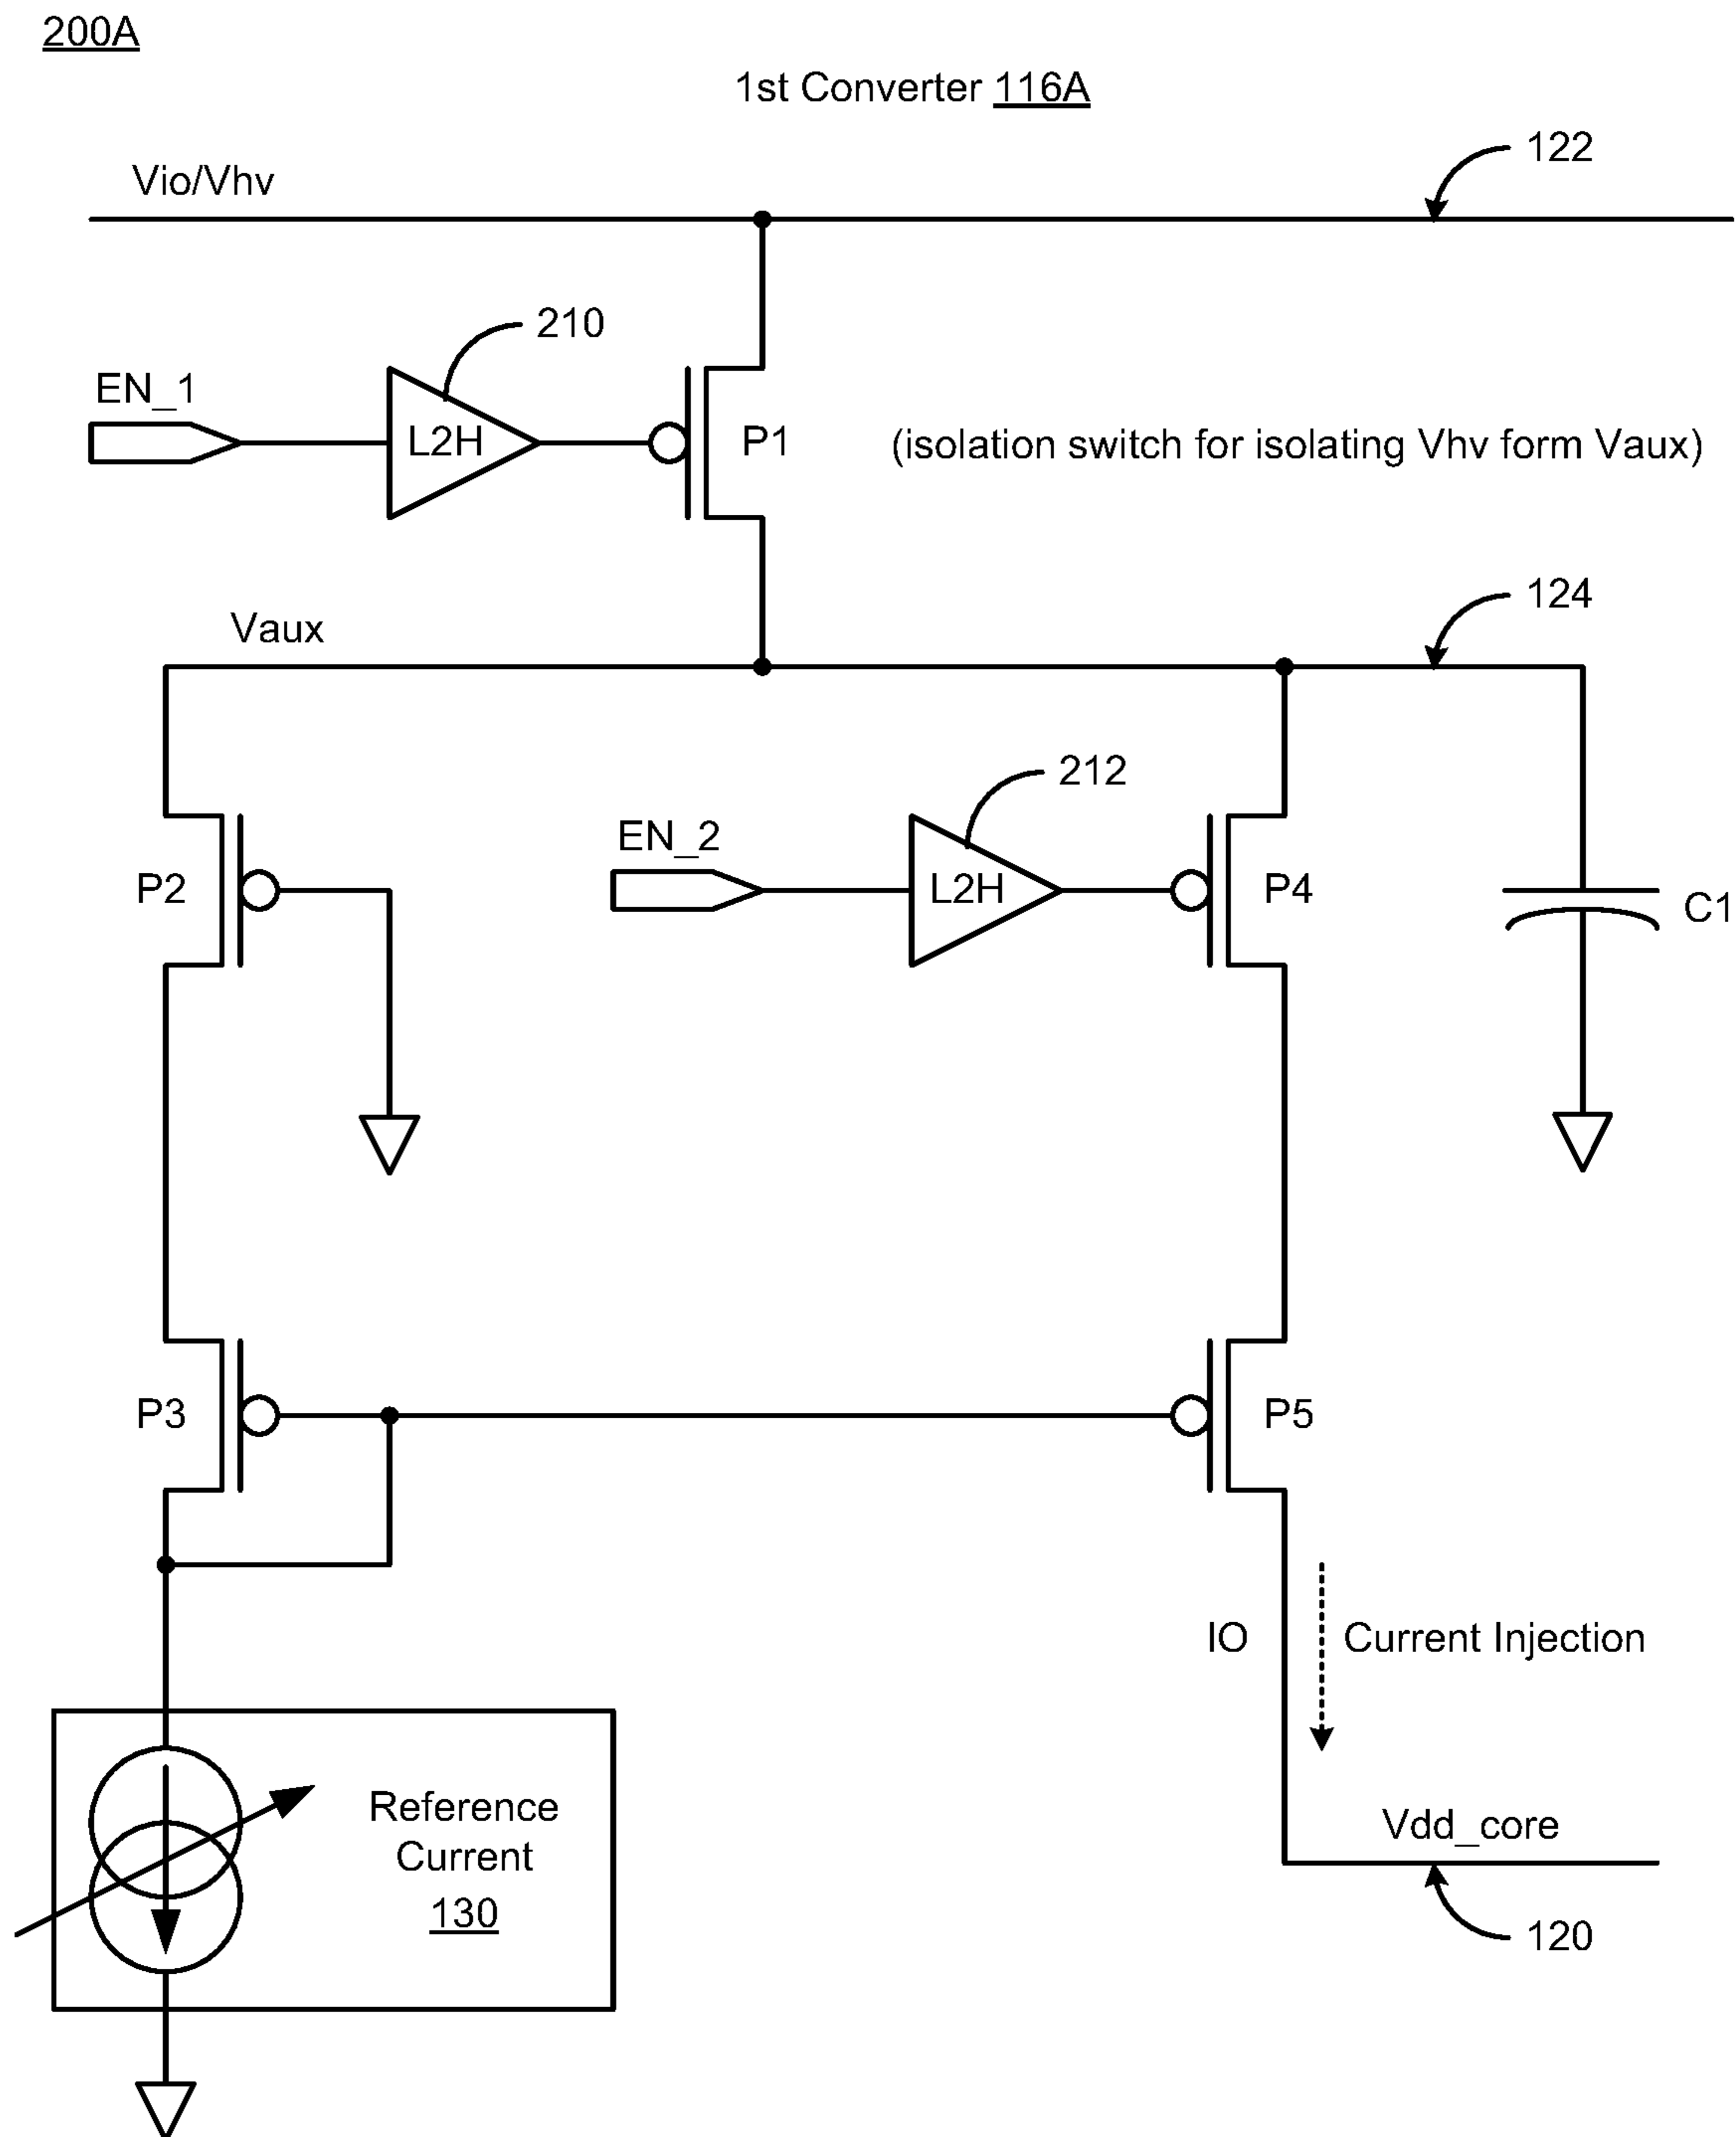 200A
1st Converter 116A
Vio/Vhv
122
210
EN_1
L2H
P1
(isolation switch for isolating Vhv form Vaux)
124
Vaux
212
EN_2
P2
L2H
P4
C1
P3
P5
IO
Current Injection
Reference
Current
130
Vdd_core
120